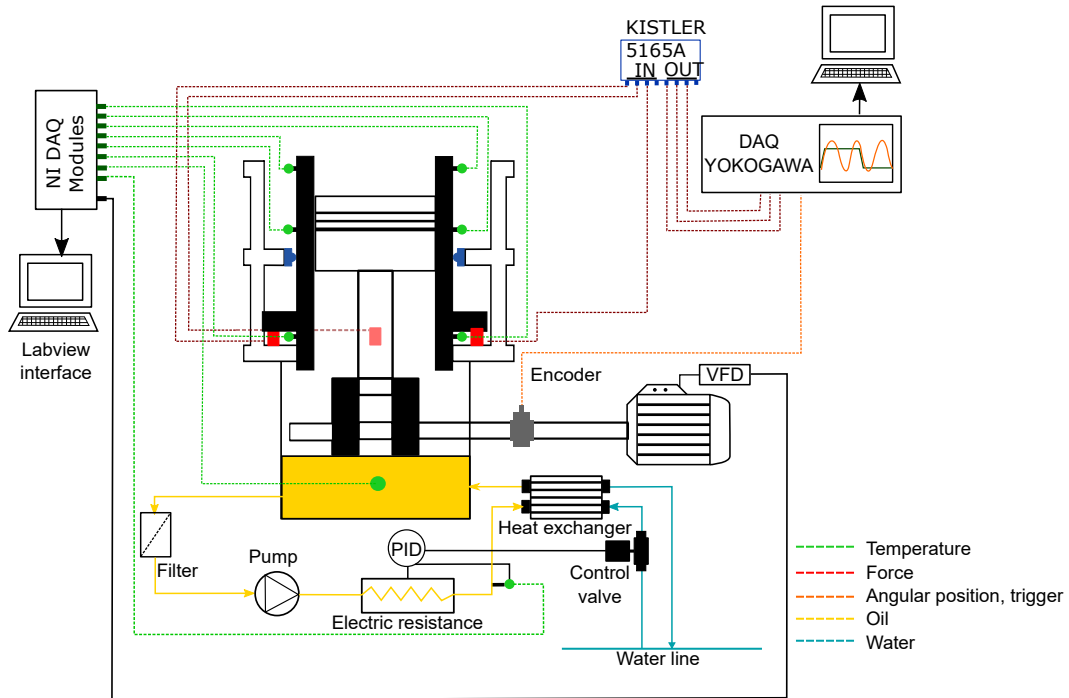 KISTLER
5165A
IN OUT
NI DAQ
Modules
DAQ
YOKOGAWA
Labview
interface
Encoder
VFD
Heat exchanger
PID
Pump
Filter
Control
valve
Electric resistance
Water line
Temperature
Force
Angular position, trigger
Oil
Water